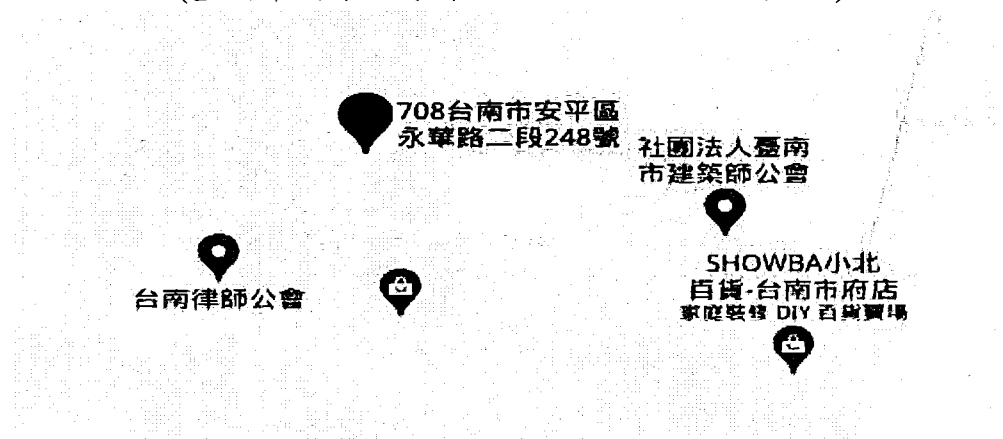 708台南市安平區
永華路二段248號
社團法人臺南
市建築師公會
台南律師公會
SHOWBA小北
百貨-台南市府店
家庭裝修 DIY 百貨賣場